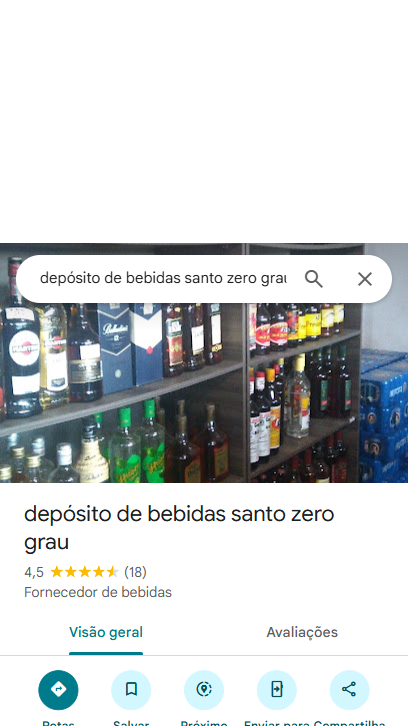 depósito de bebidas santo zero grau
MARTINI
Ballantine's
depósito de bebidas santo zero
grau
4,5 (18)
Fornecedor de bebidas
Visão geral Avaliações
Rotas Salvar Próximo Enviar para Compartilha